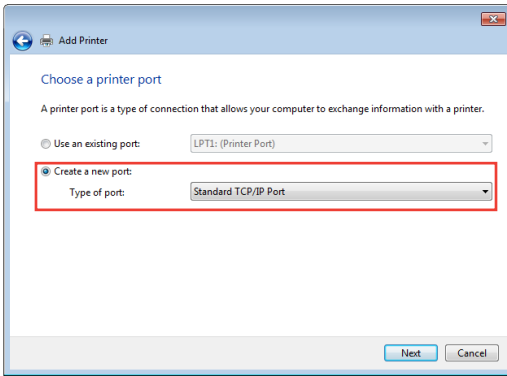 Add Printer
Choose a printer port
A printer port is a type of connection that allows your computer to exchange information with a printer.
Use an existing port: LPT1: (Printer Port)
Create a new port:
Type of port: Standard TCP/IP Port
Next Cancel